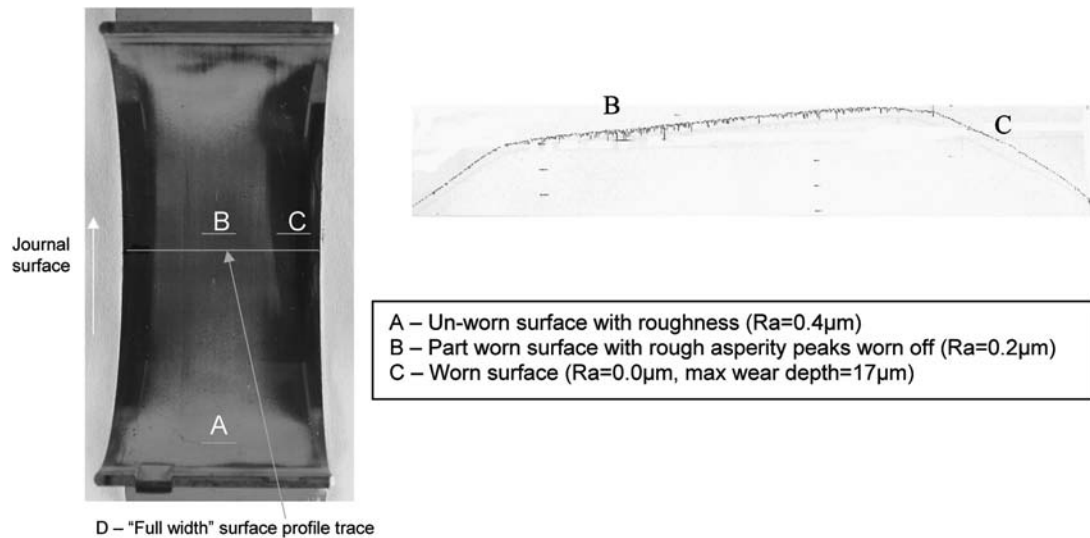 B
C
B
C
Journal
surface
A – Un-worn surface with roughness (Ra=0.4µm)
B – Part worn surface with rough asperity peaks worn off (Ra=0.2µm)
C – Worn surface (Ra=0.0µm, max wear depth=17µm)
A
D – “Full width” surface profile trace